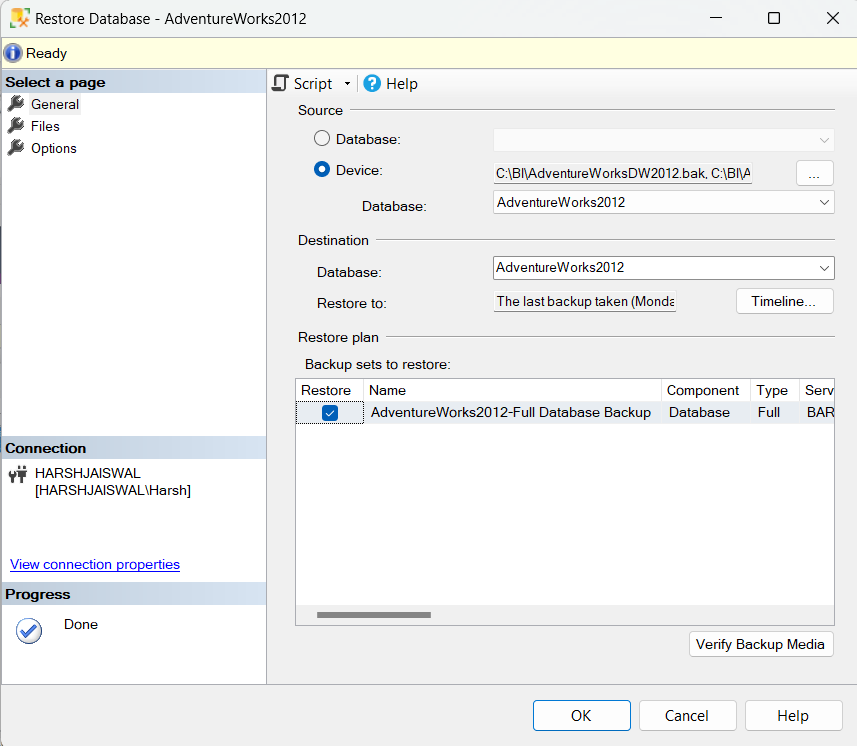 Restore Database - AdventureWorks2012
Ready
Select a page
General
Files
Options
Script
Help
Source
Database:
Device:
C:\BI\AdventureWorksDW2012.bak, C:\BI\A
...
Database:
AdventureWorks2012
Destination
Database:
AdventureWorks2012
Restore to:
The last backup taken (Monda
Timeline...
Restore plan
Backup sets to restore:
Restore Name Component Type Serv
AdventureWorks2012-Full Database Backup Database Full BAR
Connection
HARSHJAISWAL
[HARSHJAISWAL\Harsh]
View connection properties
Progress
Done
Verify Backup Media
OK
Cancel
Help